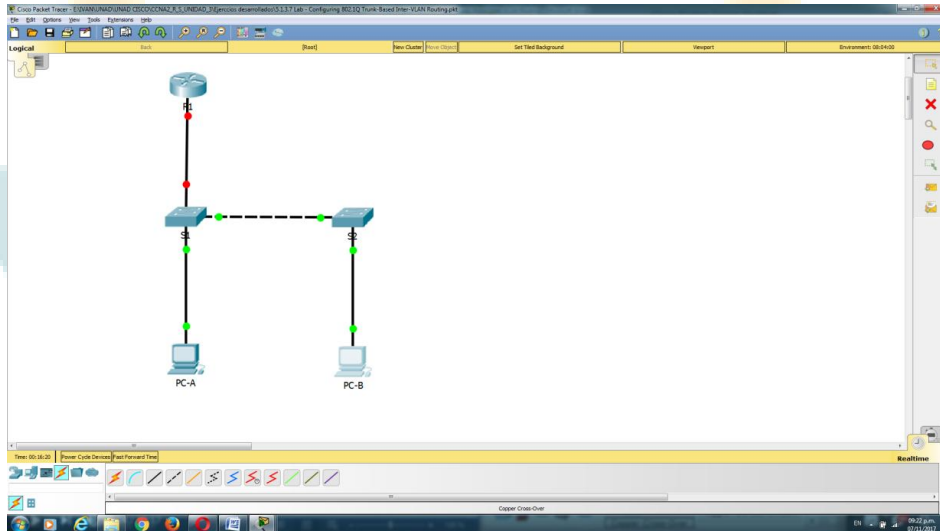 Cisco Packet Tracer - E:\IVAN\UNAD\UNAD CISCO\CCNA2_R_S_UNIDAD_3\Ejercicios desarrollados\5.1.3.7 Lab - Configuring 802.1Q Trunk-Based Inter-VLAN Routing.pkt
File Edit Options View Tools Extensions Help
Logical Back [Root] New Cluster Move Object Set Tiled Background Viewport Environment: 08:04:00
R1
S1
S2
PC-A
PC-B
Time: 00:16:20 Power Cycle Devices Fast Forward Time Realtime
Copper Cross-Over
EN 09:22 p.m.
07/11/2017